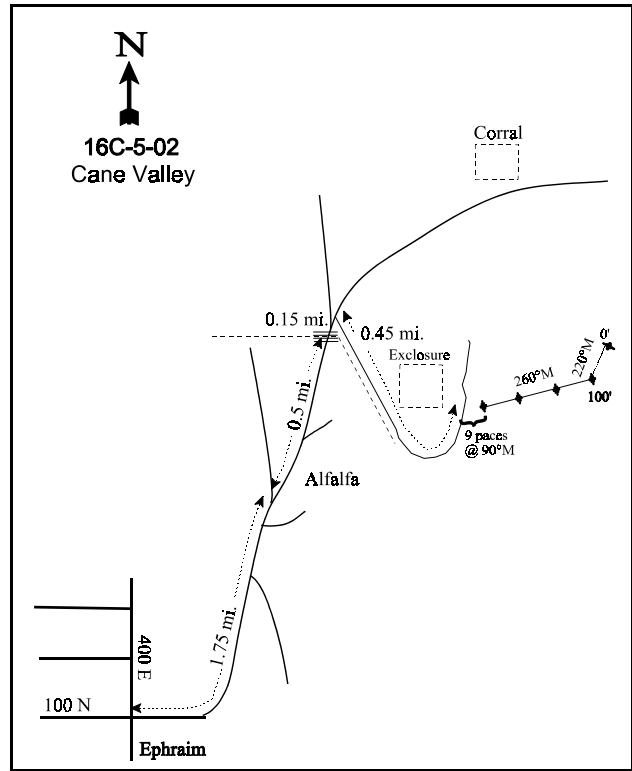 N
16C-5-02
Cane Valley
Corral
0.15 mi.
0.45 mi.
Exclosure
0'
220°M
260°M
100'
0.5 mi.
9 paces
@ 90°M
Alfalfa
1.75 mi.
400 E
100 N
Ephraim